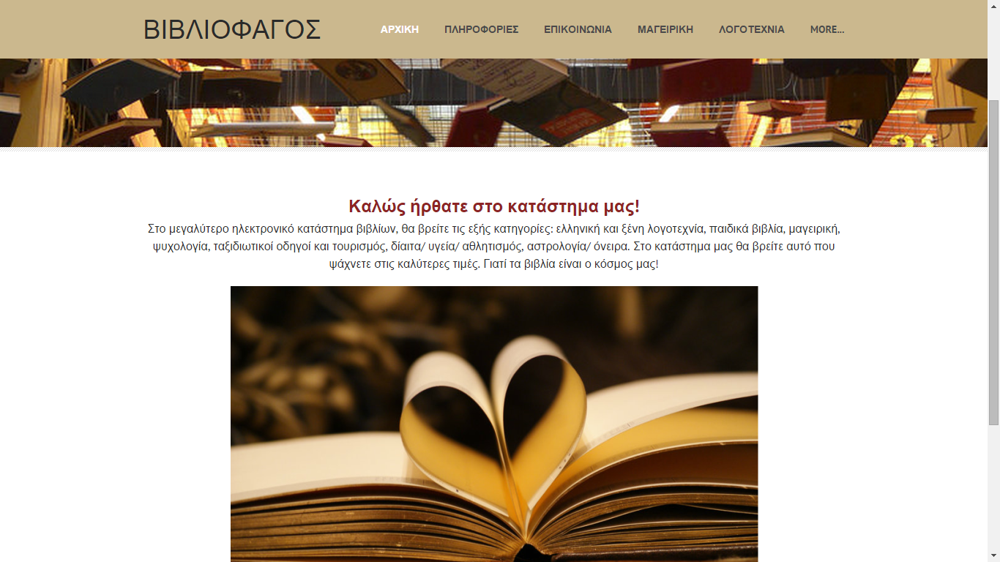 ΒΙΒΛΙΟΦΑΓΟΣ
ΑΡΧΙΚΗ ΠΛΗΡΟΦΟΡΙΕΣ ΕΠΙΚΟΙΝΩΝΙΑ ΜΑΓΕΙΡΙΚΗ ΛΟΓΟΤΕΧΝΙΑ MORE...
Καλώς ήρθατε στο κατάστημα μας!
Στο μεγαλύτερο ηλεκτρονικό κατάστημα βιβλίων, θα βρείτε τις εξής κατηγορίες: ελληνική και ξένη λογοτεχνία, παιδικά βιβλία, μαγειρική,
ψυχολογία, ταξιδιωτικοί οδηγοί και τουρισμός, δίαιτα/ υγεία/ αθλητισμός, αστρολογία/ όνειρα. Στο κατάστημα μας θα βρείτε αυτό που
ψάχνετε στις καλύτερες τιμές. Γιατί τα βιβλία είναι ο κόσμος μας!